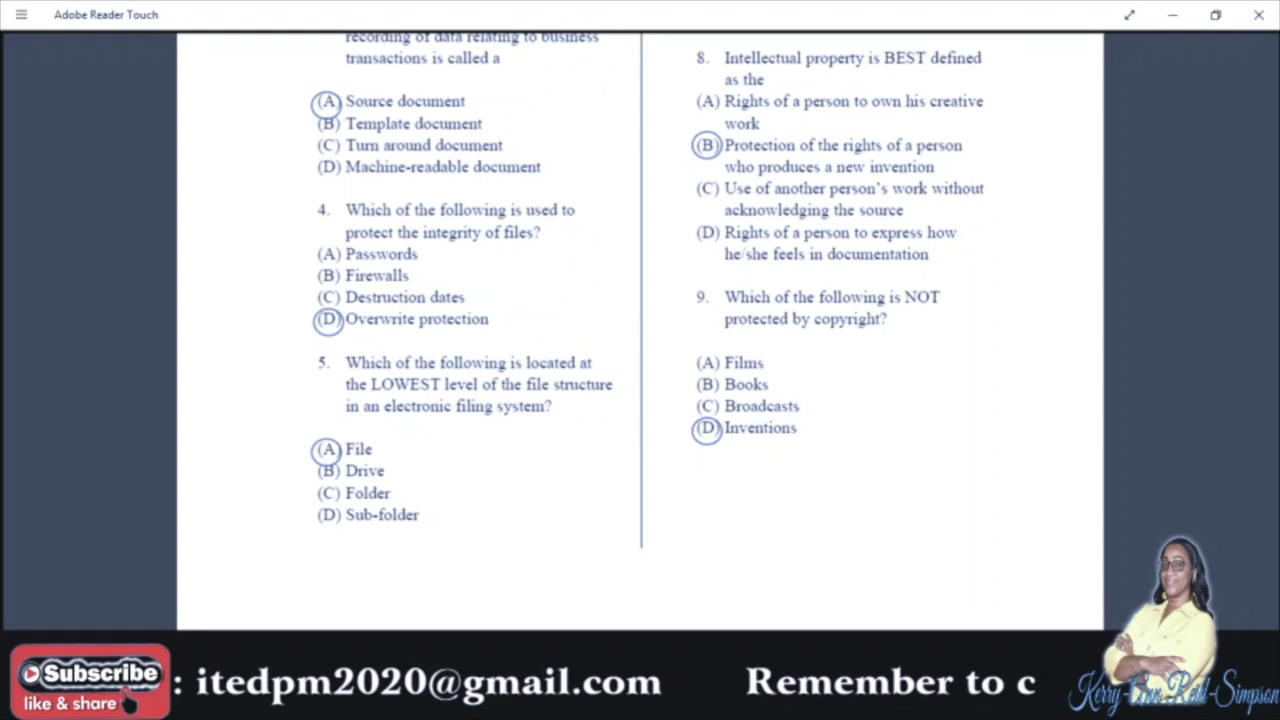 Adobe Reader Touch
recording of data relating to business
transactions is called a
(A) Source document
(B) Template document
(C) Turn around document
(D) Machine-readable document
4. Which of the following is used to
protect the integrity of files?
(A) Passwords
(B) Firewalls
(C) Destruction dates
(D) Overwrite protection
5. Which of the following is located at
the LOWEST level of the file structure
in an electronic filing system?
(A) File
(B) Drive
(C) Folder
(D) Sub-folder
8. Intellectual property is BEST defined
as the
(A) Rights of a person to own his creative
work
(B) Protection of the rights of a person
who produces a new invention
(C) Use of another person's work without
acknowledging the source
(D) Rights of a person to express how
he/she feels in documentation
9. Which of the following is NOT
protected by copyright?
(A) Films
(B) Books
(C) Broadcasts
(D) Inventions
Subscribe
like & share
: itedpm2020@gmail.com Remember to c
Kerry-Ann Reid-Simpson